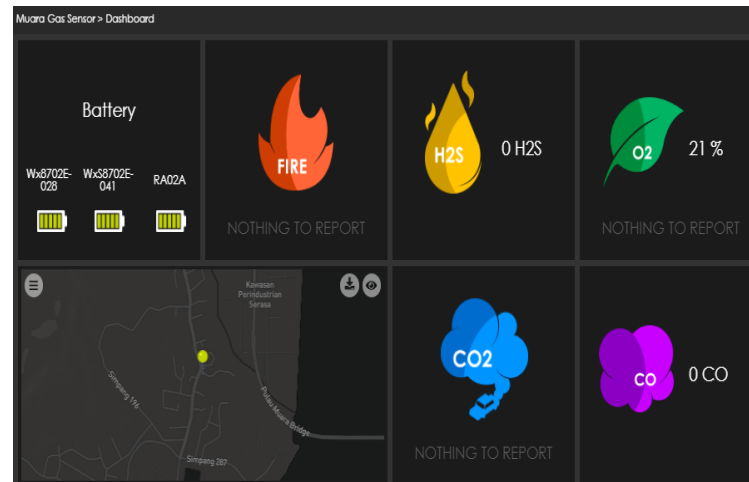 Muara Gas Sensor > Dashboard
Battery
Wx8702E-
028
WxS8702E-
041
RA02A
FIRE
NOTHING TO REPORT
H2S
0 H2S
O2
21 %
NOTHING TO REPORT
Kawasan
Perindustrian
Serasa
Simpang 196
Pulau Muara Bridge
Simpang 287
CO2
NOTHING TO REPORT
CO
0 CO